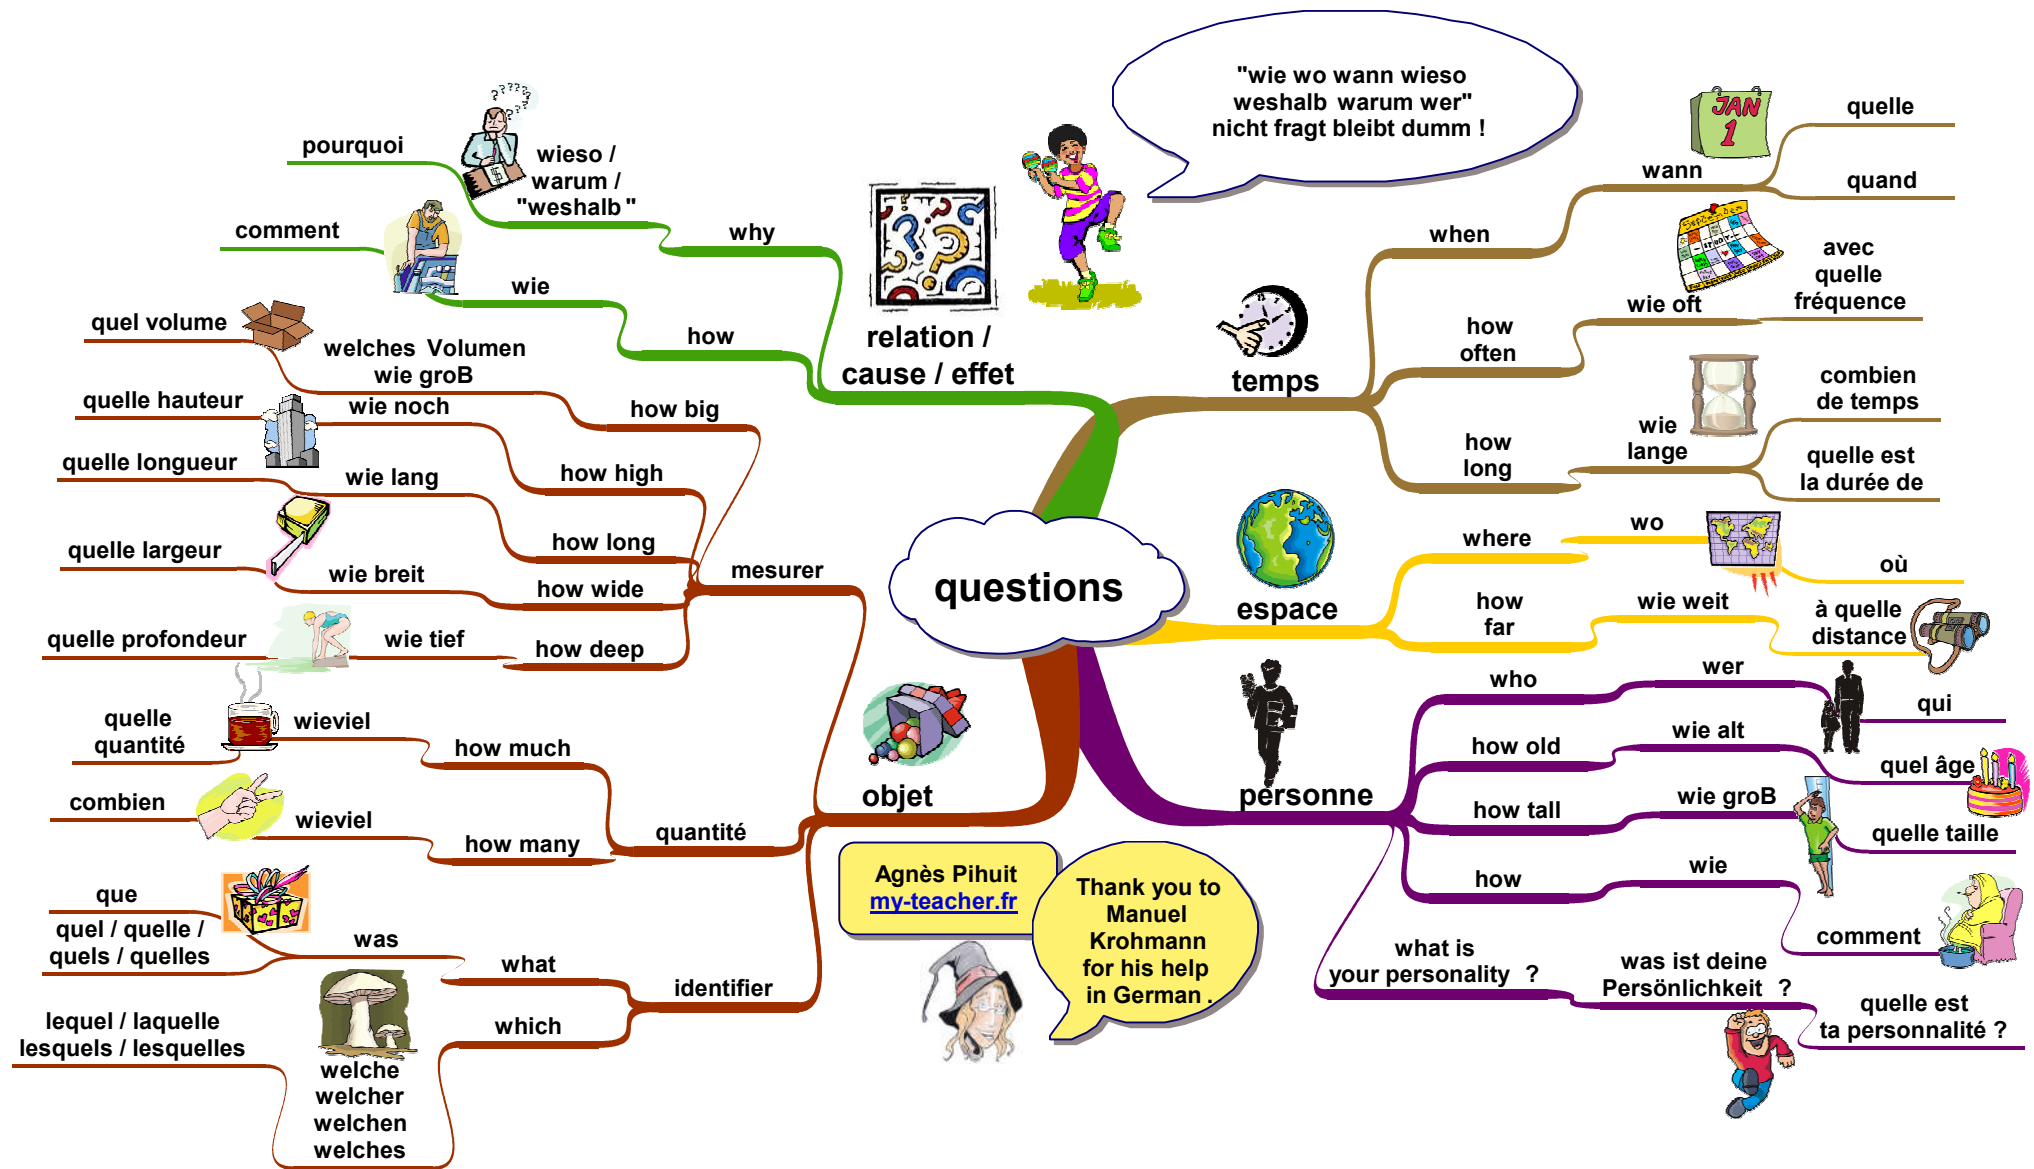 "wie wo wann wieso
weshalb warum wer"
nicht fragt bleibt dumm !
questions
relation /
cause / effet
why
wieso /
warum /
"weshalb"
pourquoi
how
wie
comment
temps
when
wann
JAN
1
quelle
quand
how
often
wie oft
September
STUDY
avec
quelle
fréquence
how
long
wie
lange
combien
de temps
quelle est
la durée de
espace
where
wo
où
how
far
wie weit
à quelle
distance
personne
who
wer
qui
how old
wie alt
quel âge
how tall
wie groB
quelle taille
how
wie
comment
what is
your personality ?
was ist deine
Persönlichkeit ?
quelle est
ta personnalité ?
objet
mesurer
how big
welches Volumen
wie groB
quel volume
how high
wie noch
quelle hauteur
how long
wie lang
quelle longueur
how wide
wie breit
quelle largeur
how deep
wie tief
quelle profondeur
quantité
how much
wieviel
quelle
quantité
how many
wieviel
combien
identifier
what
was
que
quel / quelle /
quels / quelles
which
welche
welcher
welchen
welches
lequel / laquelle
lesquels / lesquelles
Agnès Pihuit
my-teacher.fr
Thank you to
Manuel
Krohmann
for his help
in German .